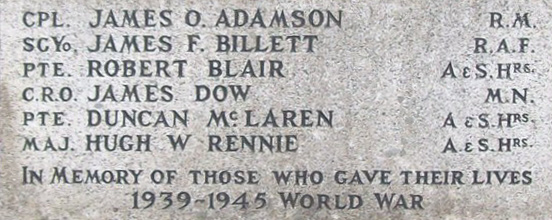 CPL. JAMES O. ADAMSON R.M.
SGYo. JAMES F. BILLETT R.A.F.
PTE. ROBERT BLAIR A & S. HRS.
C.R.O. JAMES DOW M.N.
PTE. DUNCAN McLAREN A & S. HRS.
MAJ. HUGH W RENNIE A. & S. HRS.
IN MEMORY OF THOSE WHO GAVE THEIR LIVES
1939-1945 WORLD WAR